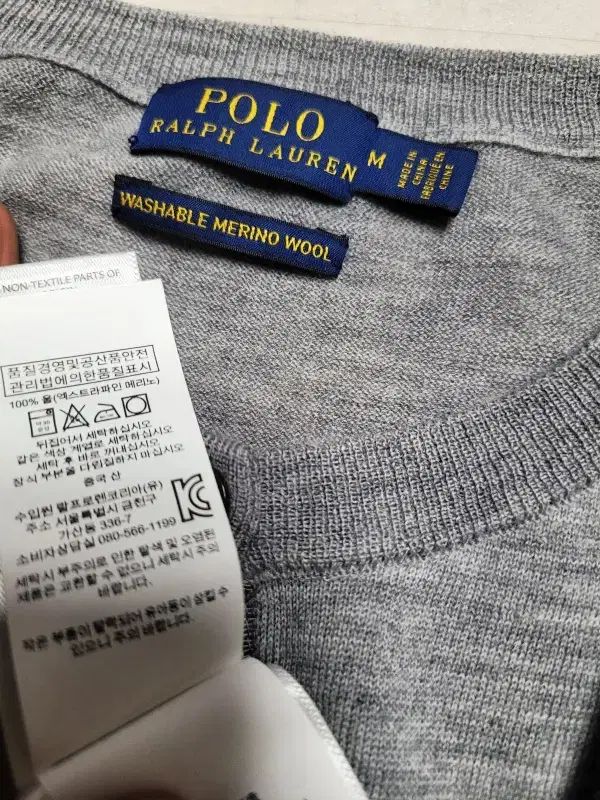 POLO
RALPH LAUREN
M
MADE IN
CHINA
FABRIQUÉ EN
CHINE
WASHABLE MERINO WOOL
NON-TEXTILE PARTS OF
품질경영및공산품안전
관리법에의한품질표시
100% 울(엑스트라파인 메리노)
뒤집어서 세탁하십시오
같은 색상 계열로 세탁하십시오
세탁 후 바로 꺼내십시오
장식 부분을 다림질하지 마십시오
중국 산
수입원 랄프로렌코리아(유)
주소 서울특별시 금천구
가산동 336-7
소비자상담실 080-566-1199
세탁시 부주의로 인한 탈색 및 오염된
제품은 교환할 수 없으니 세탁시 주의
바랍니다.
작은 부품이 탈락되어 유아동이 삼킬 수
있으니 주의 바랍니다.